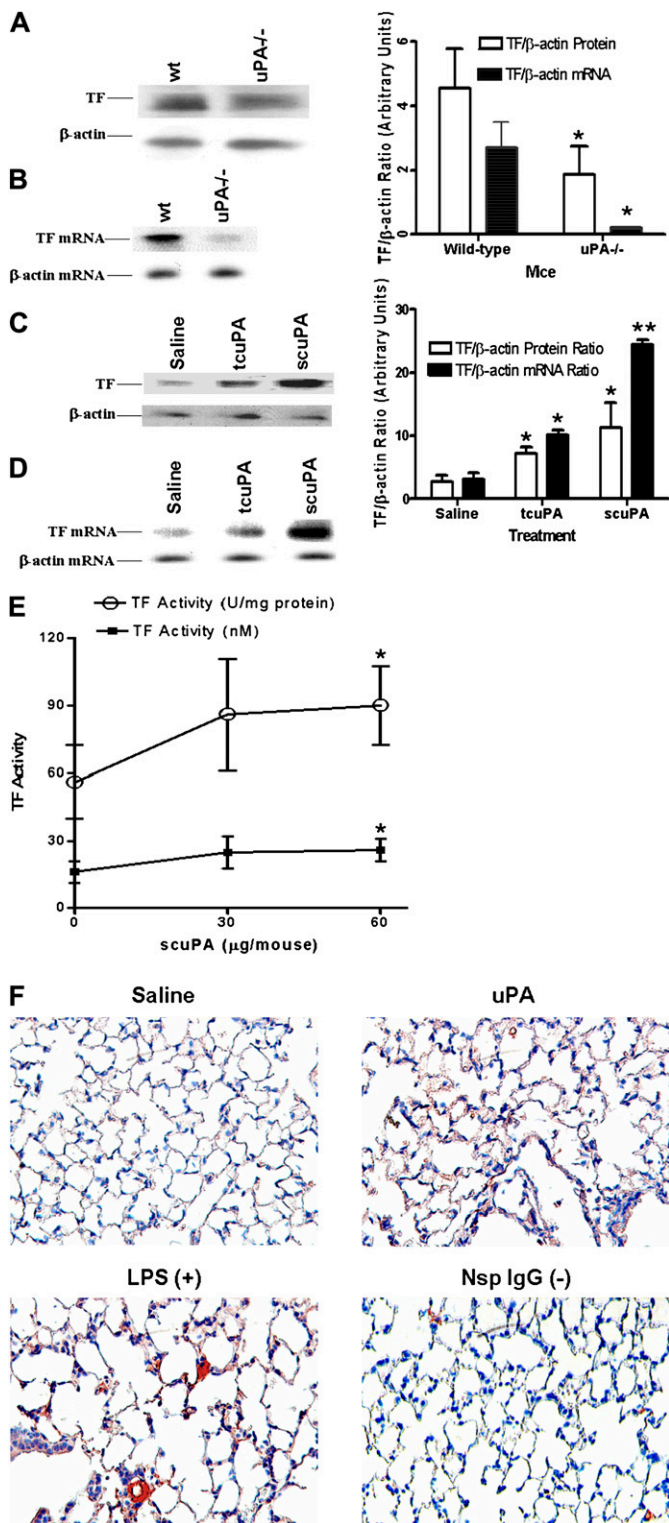 A
wt
uPA-/-
TF
β-actin
B
wt
uPA-/-
TF mRNA
β-actin mRNA
TF/β-actin Ratio (Arbitrary Units)
6
4
2
0
TF/β-actin Protein
TF/β-actin mRNA
*
*
Wild-type
uPA-/-
Mice
C
Saline
tcuPA
scuPA
TF
β-actin
D
Saline
tcuPA
scuPA
TF mRNA
β-actin mRNA
TF/β-actin Ratio (Arbitrary Units)
30
20
10
0
TF/β-actin Protein Ratio
TF/β-actin mRNA Ratio
*
*
*
**
Saline
tcuPA
scuPA
Treatment
E
TF Activity (U/mg protein)
TF Activity (nM)
TF Activity
120
90
60
30
0
*
*
0
30
60
scuPA (μg/mouse)
F
Saline
uPA
LPS (+)
Nsp IgG (-)